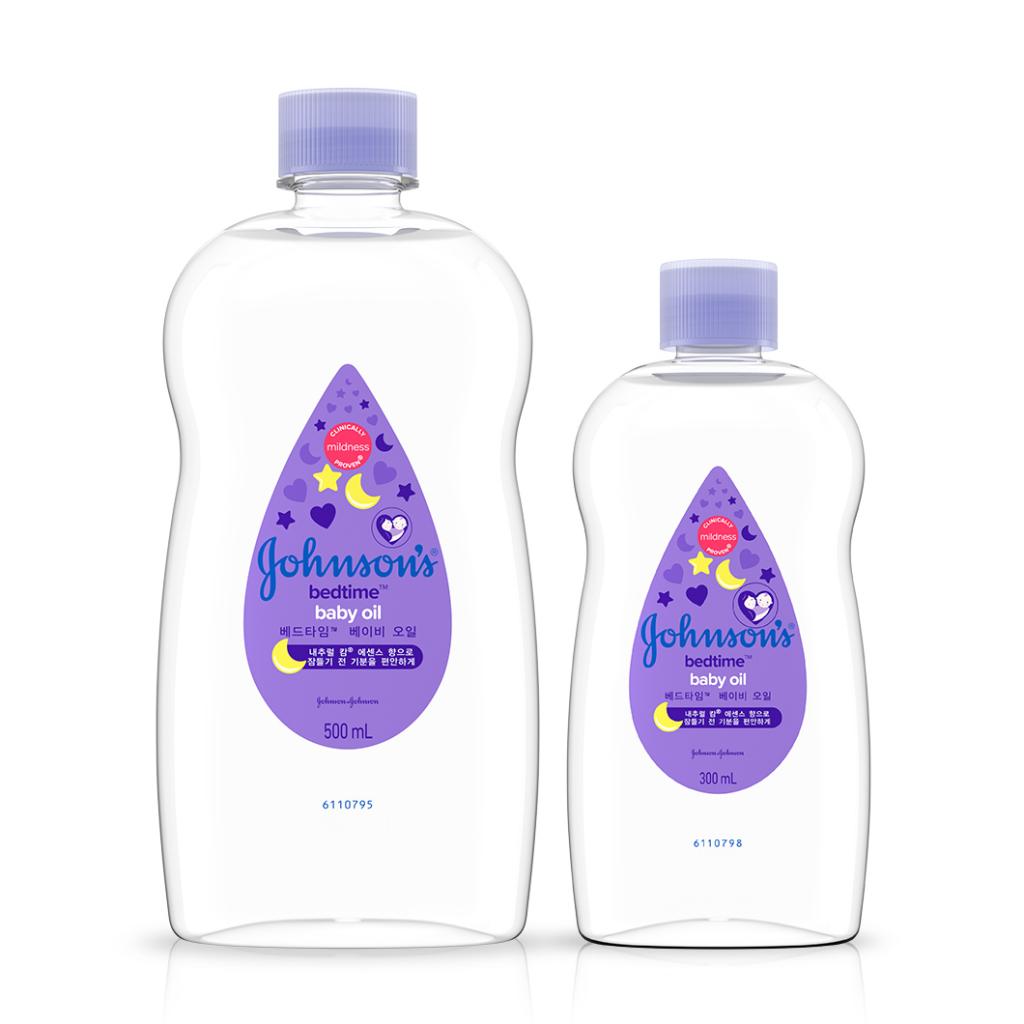 CLINICALLY
mildness
PROVEN®
Johnson's®
bedtime™
baby oil
베드타임™ 베이비 오일
내추럴 캄® 에센스 향으로
잠들기 전 기분을 편안하게
Johnson & Johnson
500 mL
6110795
CLINICALLY
mildness
PROVEN®
Johnson's®
bedtime™
baby oil
베드타임™ 베이비 오일
내추럴 캄® 에센스 향으로
잠들기 전 기분을 편안하게
Johnson & Johnson
300 mL
6110798